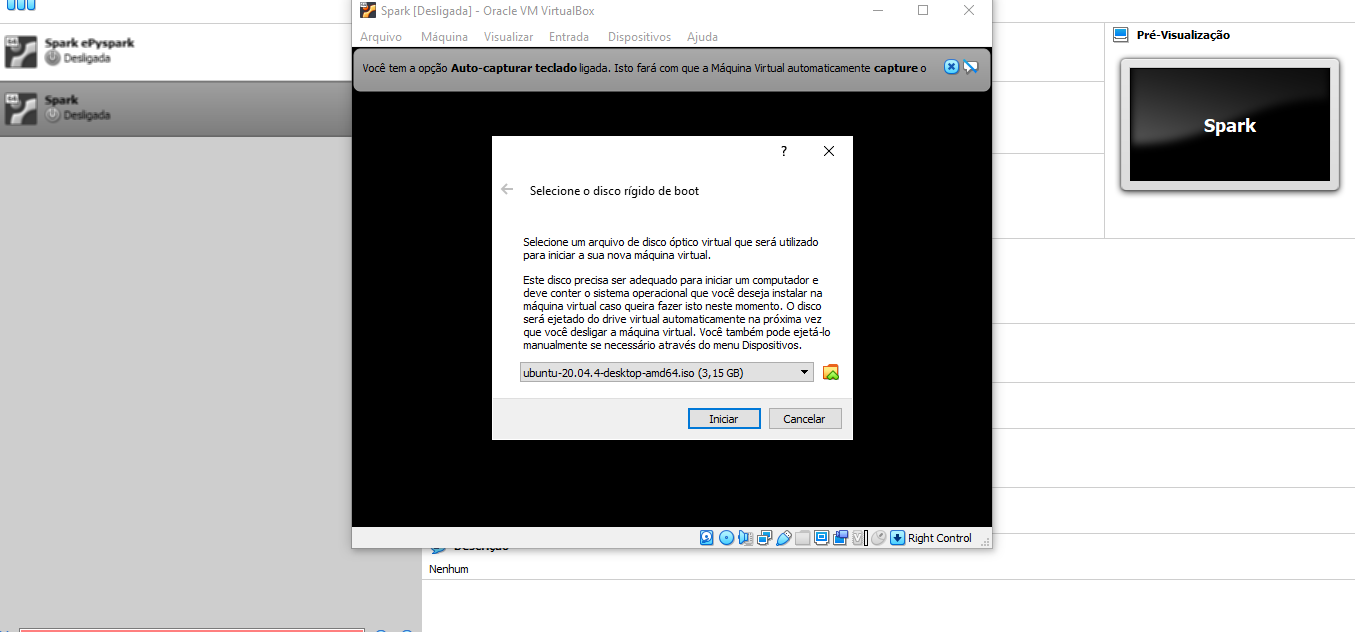 Spark [Desligada] - Oracle VM VirtualBox
Arquivo Máquina Visualizar Entrada Dispositivos Ajuda
Spark ePyspark
Desligada
Spark
Desligada
Você tem a opção Auto-capturar teclado ligada. Isto fará com que a Máquina Virtual automaticamente capture o
?
Selecione o disco rígido de boot
Selecione um arquivo de disco óptico virtual que será utilizado
para iniciar a sua nova máquina virtual.
Este disco precisa ser adequado para iniciar um computador e
deve conter o sistema operacional que você deseja instalar na
máquina virtual caso queira fazer isto neste momento. O disco
será ejetado do drive virtual automaticamente na próxima vez
que você desligar a máquina virtual. Você também pode ejetá-lo
manualmente se necessário através do menu Dispositivos.
ubuntu-20.04.4-desktop-amd64.iso (3,15 GB)
Iniciar Cancelar
Right Control
Pré-Visualização
Spark
Descrição
Nenhum